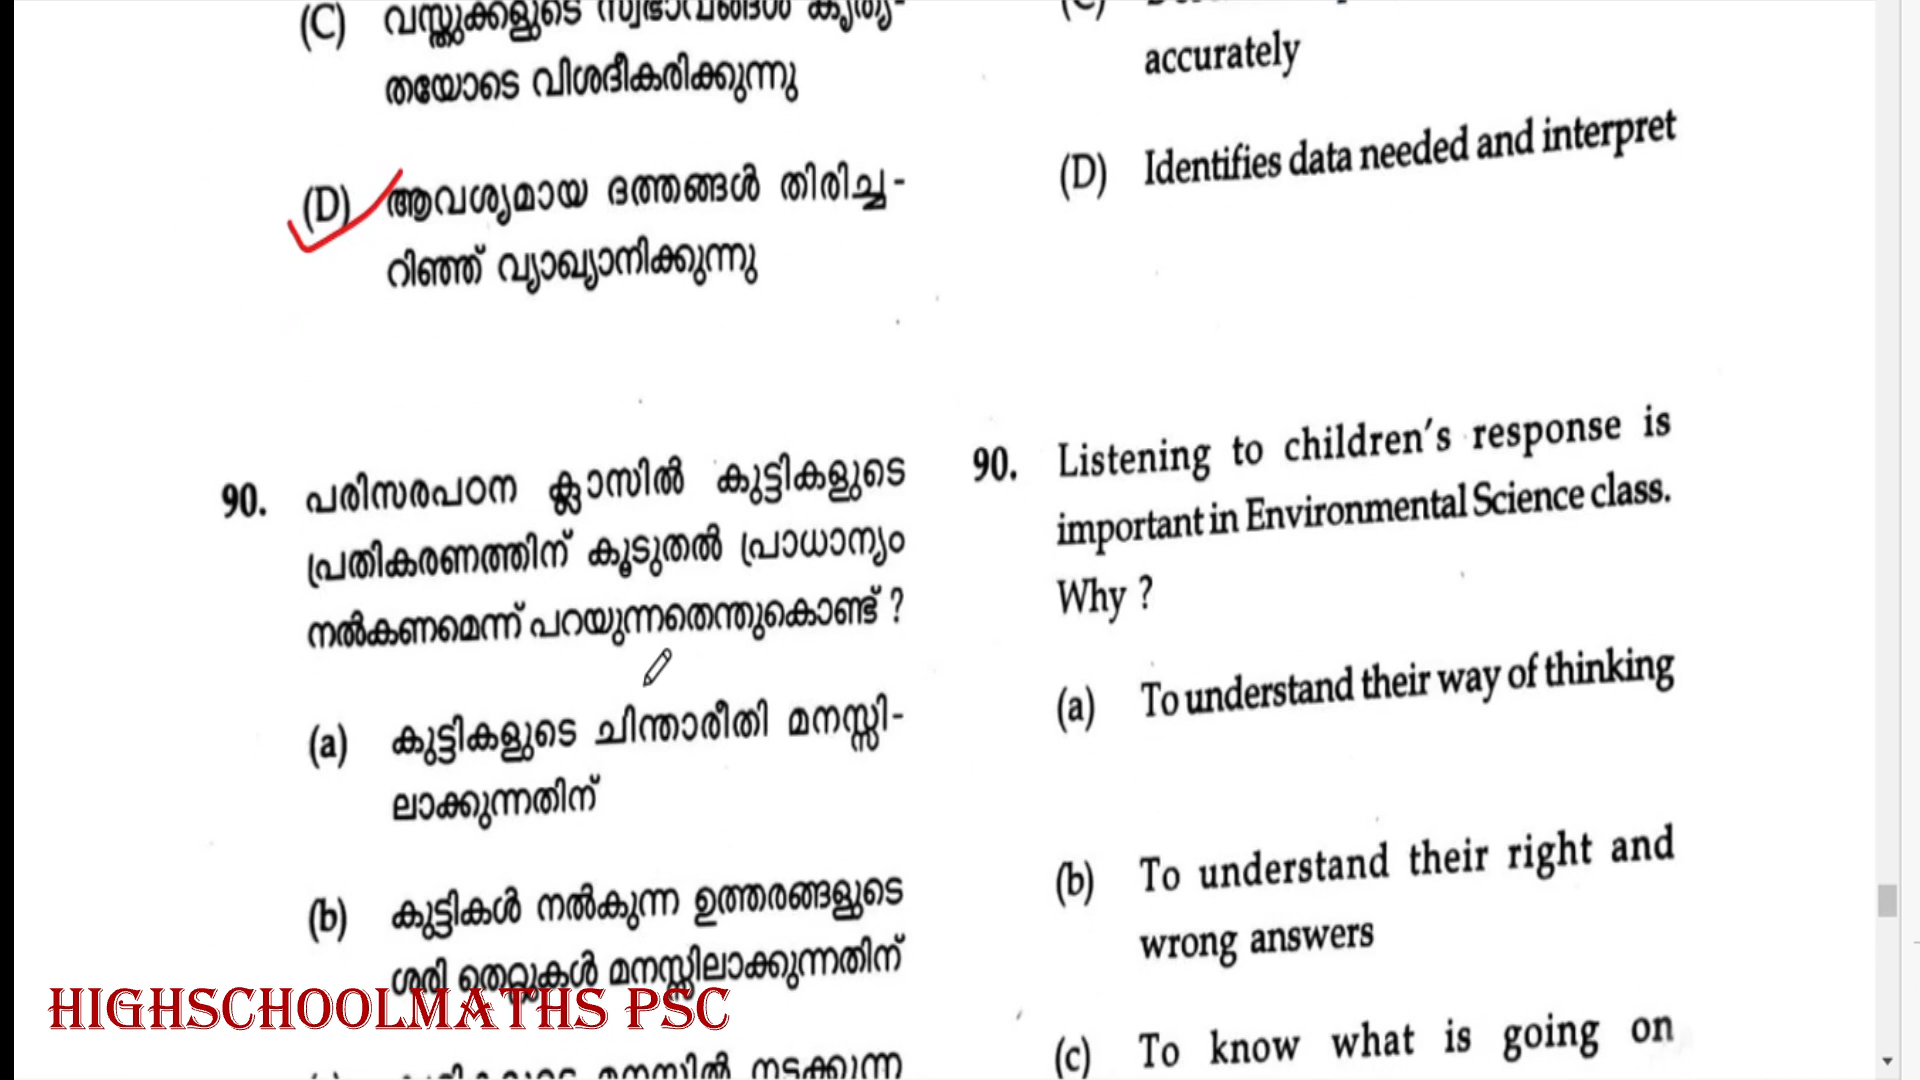 (C) വസ്തുക്കളുടെ സ്വഭാവങ്ങൾ കൃത്യ-
തയോടെ വിശദീകരിക്കുന്നു
(D) ആവശ്യമായ ദത്തങ്ങൾ തിരിച്ച-
റിഞ്ഞ് വ്യാഖ്യാനിക്കുന്നു
90. പരിസരപഠന ക്ലാസിൽ കുട്ടികളുടെ
പ്രതികരണത്തിന് കൂടുതൽ പ്രാധാന്യം
നൽകണമെന്ന് പറയുന്നതെന്തുകൊണ്ട് ?
(a) കുട്ടികളുടെ ചിന്താരീതി മനസ്സി-
ലാക്കുന്നതിന്
(b) കുട്ടികൾ നൽകുന്ന ഉത്തരങ്ങളുടെ
ശരി തെറ്റുകൾ മനസ്സിലാക്കുന്നതിന്
മനസ്സിൽ നടക്കുന്ന
(C)
accurately
(D) Identifies data needed and interpret
90. Listening to children's response is
important in Environmental Science class.
Why ?
(a) To understand their way of thinking
(b) To understand their right and
wrong answers
(c) To know what is going on
HIGHSCHOOLMATHS PSC